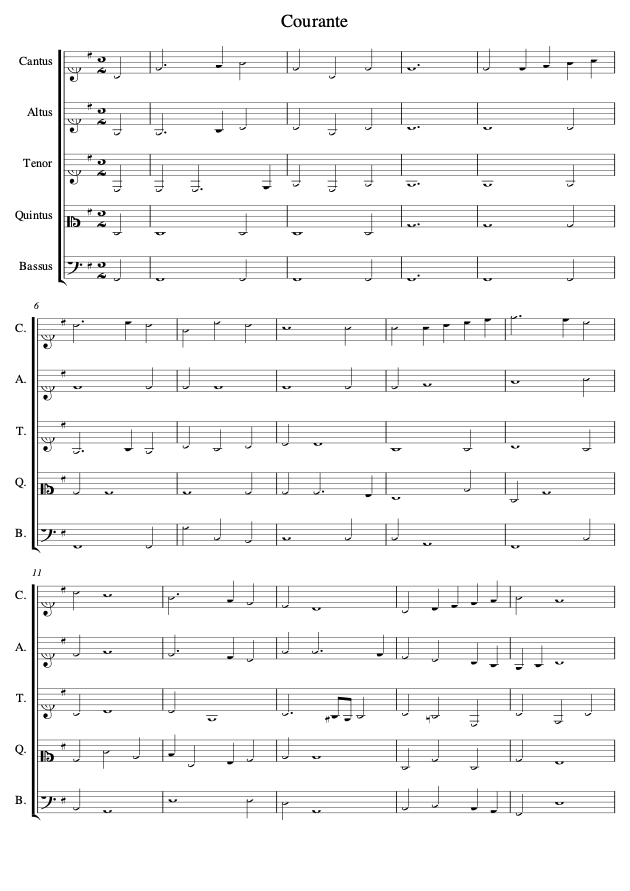 Courante
Cantus
Altus
Tenor
Quintus
Bassus
6
C.
A.
T.
Q.
B.
11
C.
A.
T.
Q.
B.